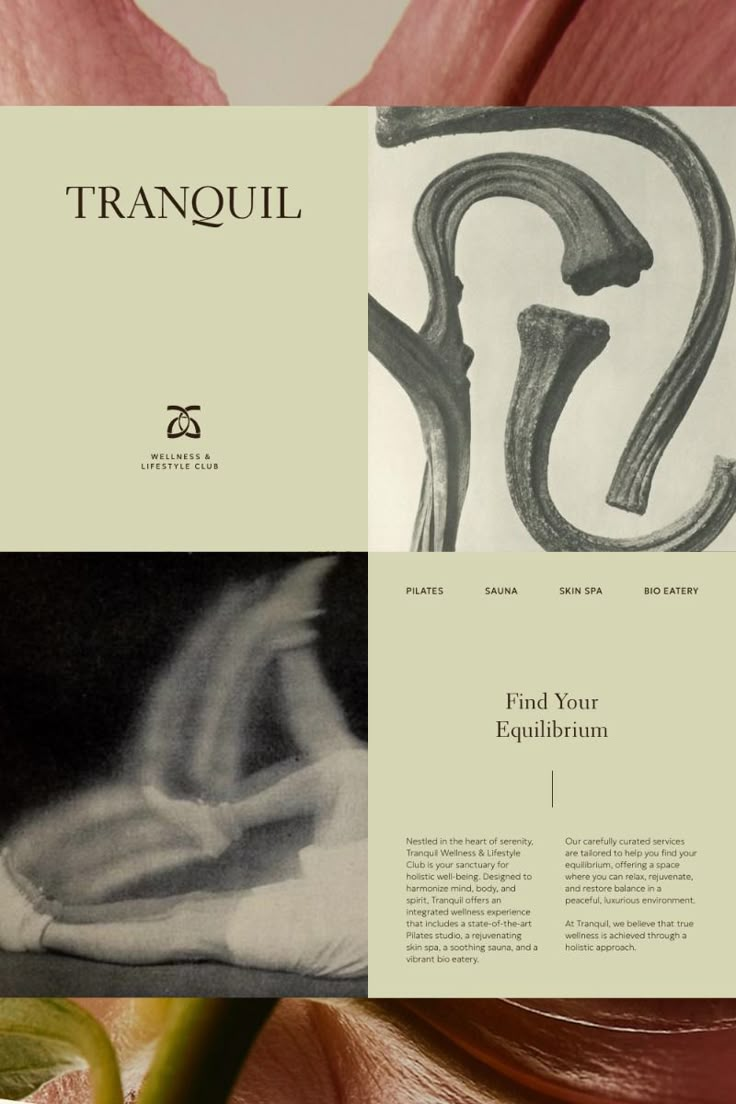 TRANQUIL
WELLNESS &
LIFESTYLE CLUB
PILATES SAUNA SKIN SPA BIO EATERY
Find Your
Equilibrium
Nestled in the heart of serenity,
Tranquil Wellness & Lifestyle
Club is your sanctuary for
holistic well-being. Designed to
harmonize mind, body, and
spirit, Tranquil offers an
integrated wellness experience
that includes a state-of-the-art
Pilates studio, a rejuvenating
skin spa, a soothing sauna, and a
vibrant bio eatery.
Our carefully curated services
are tailored to help you find your
equilibrium, offering a space
where you can relax, rejuvenate,
and restore balance in a
peaceful, luxurious environment.
At Tranquil, we believe that true
wellness is achieved through a
holistic approach.